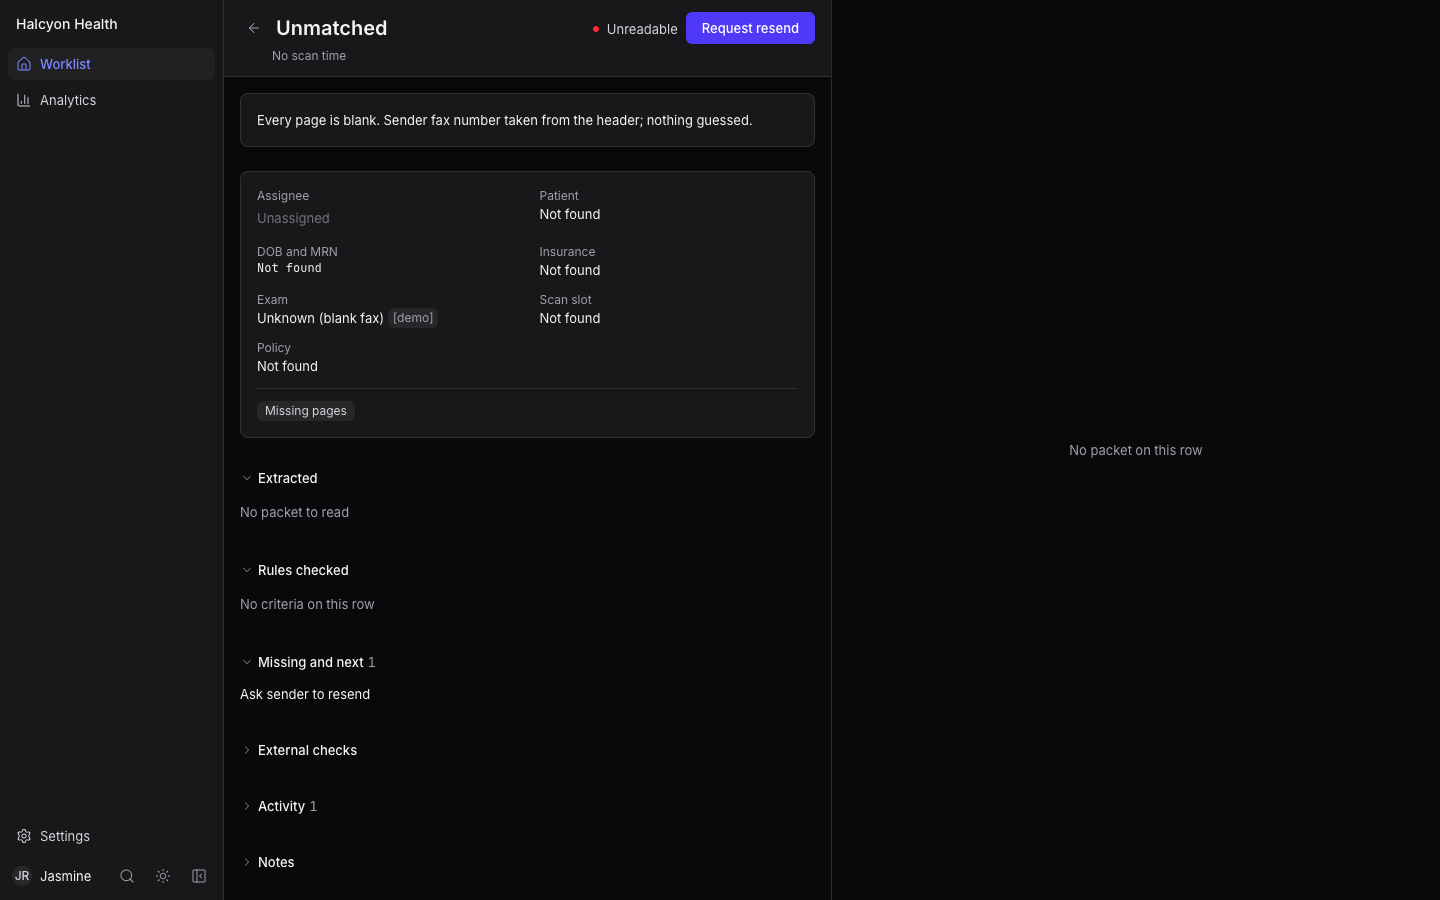 Halcyon Health
Worklist
Analytics
Settings
JR
Jasmine
Unmatched
No scan time
Unreadable
Request resend
Every page is blank. Sender fax number taken from the header; nothing guessed.
Assignee
Unassigned
Patient
Not found
DOB and MRN
Not found
Insurance
Not found
Exam
Unknown (blank fax) [demo]
Scan slot
Not found
Policy
Not found
Missing pages
Extracted
No packet to read
Rules checked
No criteria on this row
Missing and next 1
Ask sender to resend
External checks
Activity 1
Notes
No packet on this row